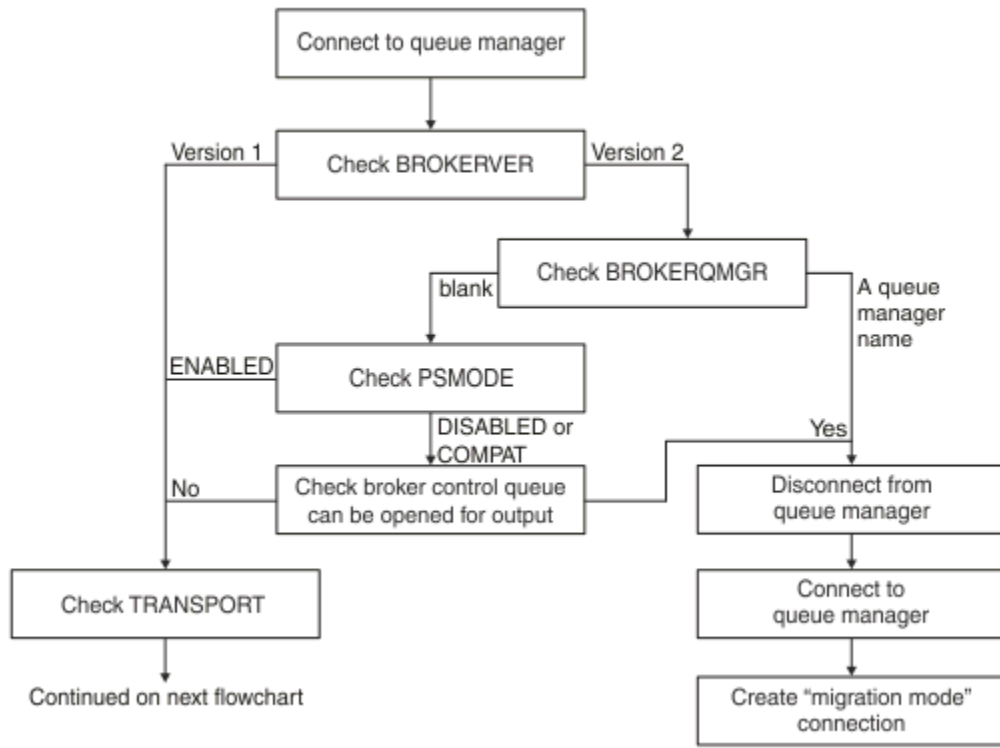 Connect to queue manager
Version 1
Check BROKERVER
Version 2
Check BROKERQMGR
blank
A queue
manager
name
ENABLED
Check PSMODE
DISABLED or
COMPAT
Yes
No
Check broker control queue
can be opened for output
Disconnect from
queue manager
Check TRANSPORT
Connect to
queue manager
Continued on next flowchart
Create “migration mode”
connection